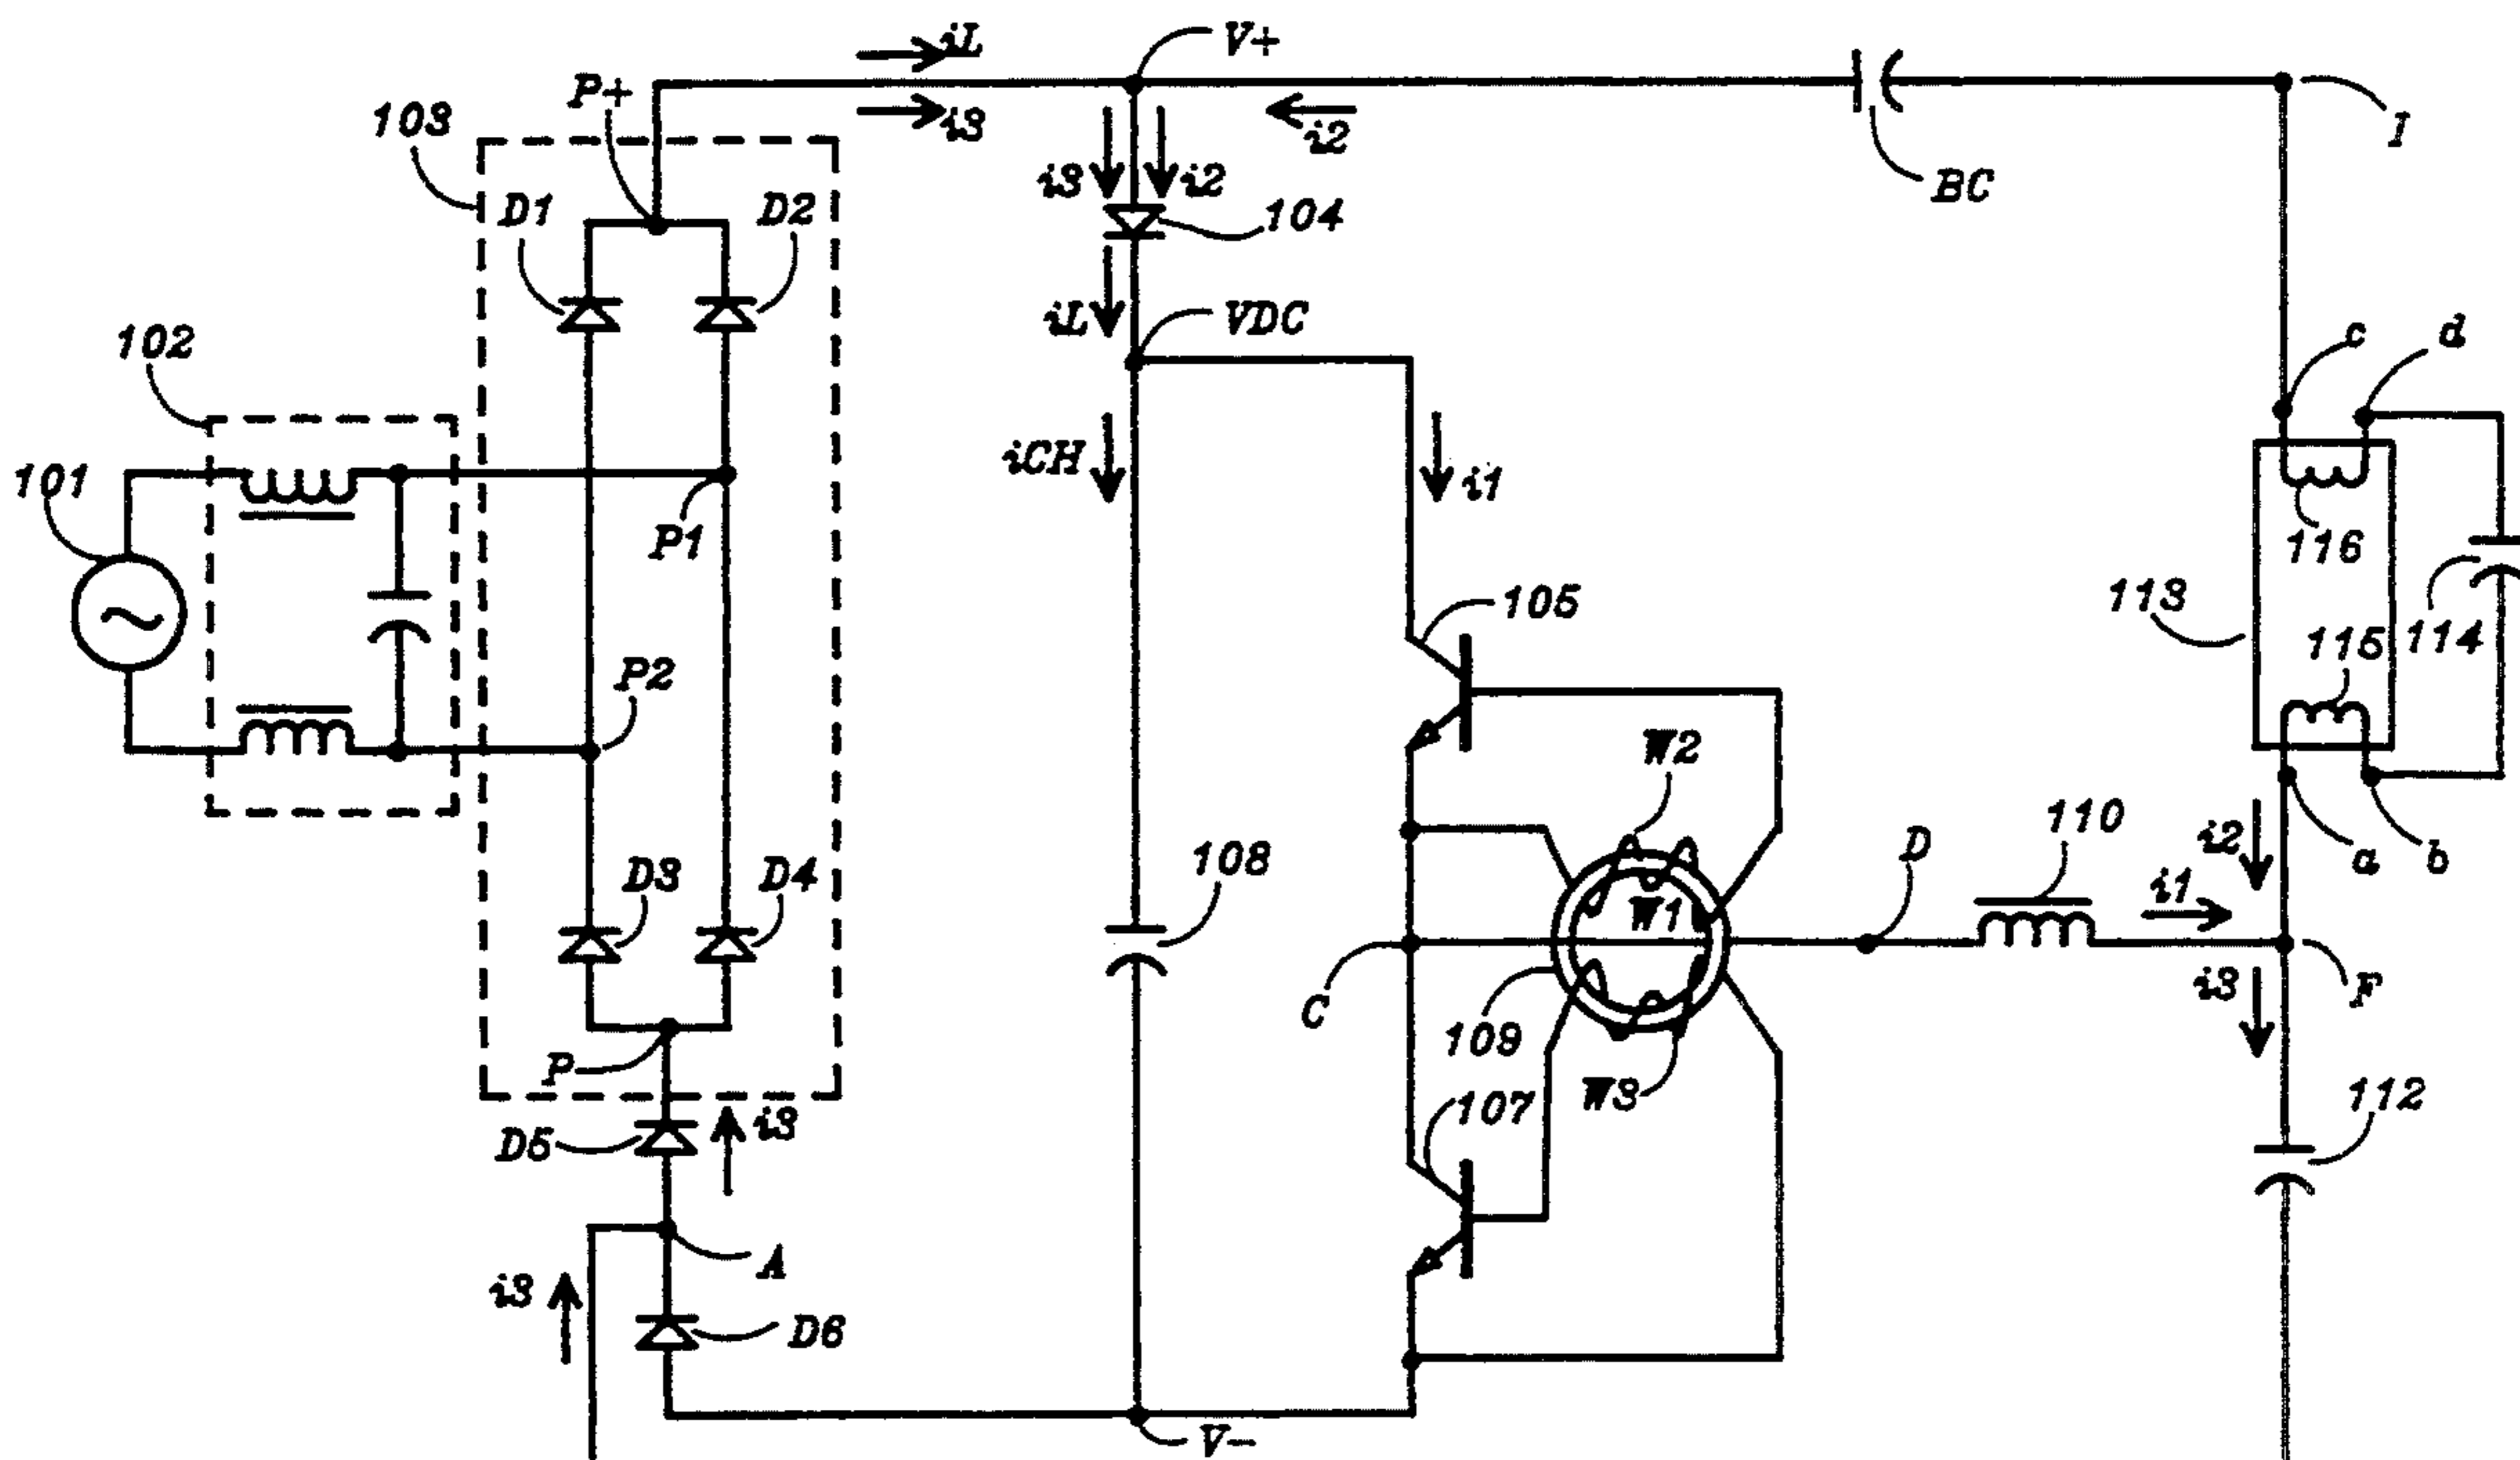 iL
V+
P+
103
i3
i2
I
i3
i2
BC
D1
D2
104
iL
VDC
102
c
d
iCH
i1
101
P1
116
105
113
114
115
P2
W2
110
D
108
i2
a
b
D3
D4
W1
i1
C
i3
F
109
P
W3
107
112
D5
i3
A
i3
D6
V-